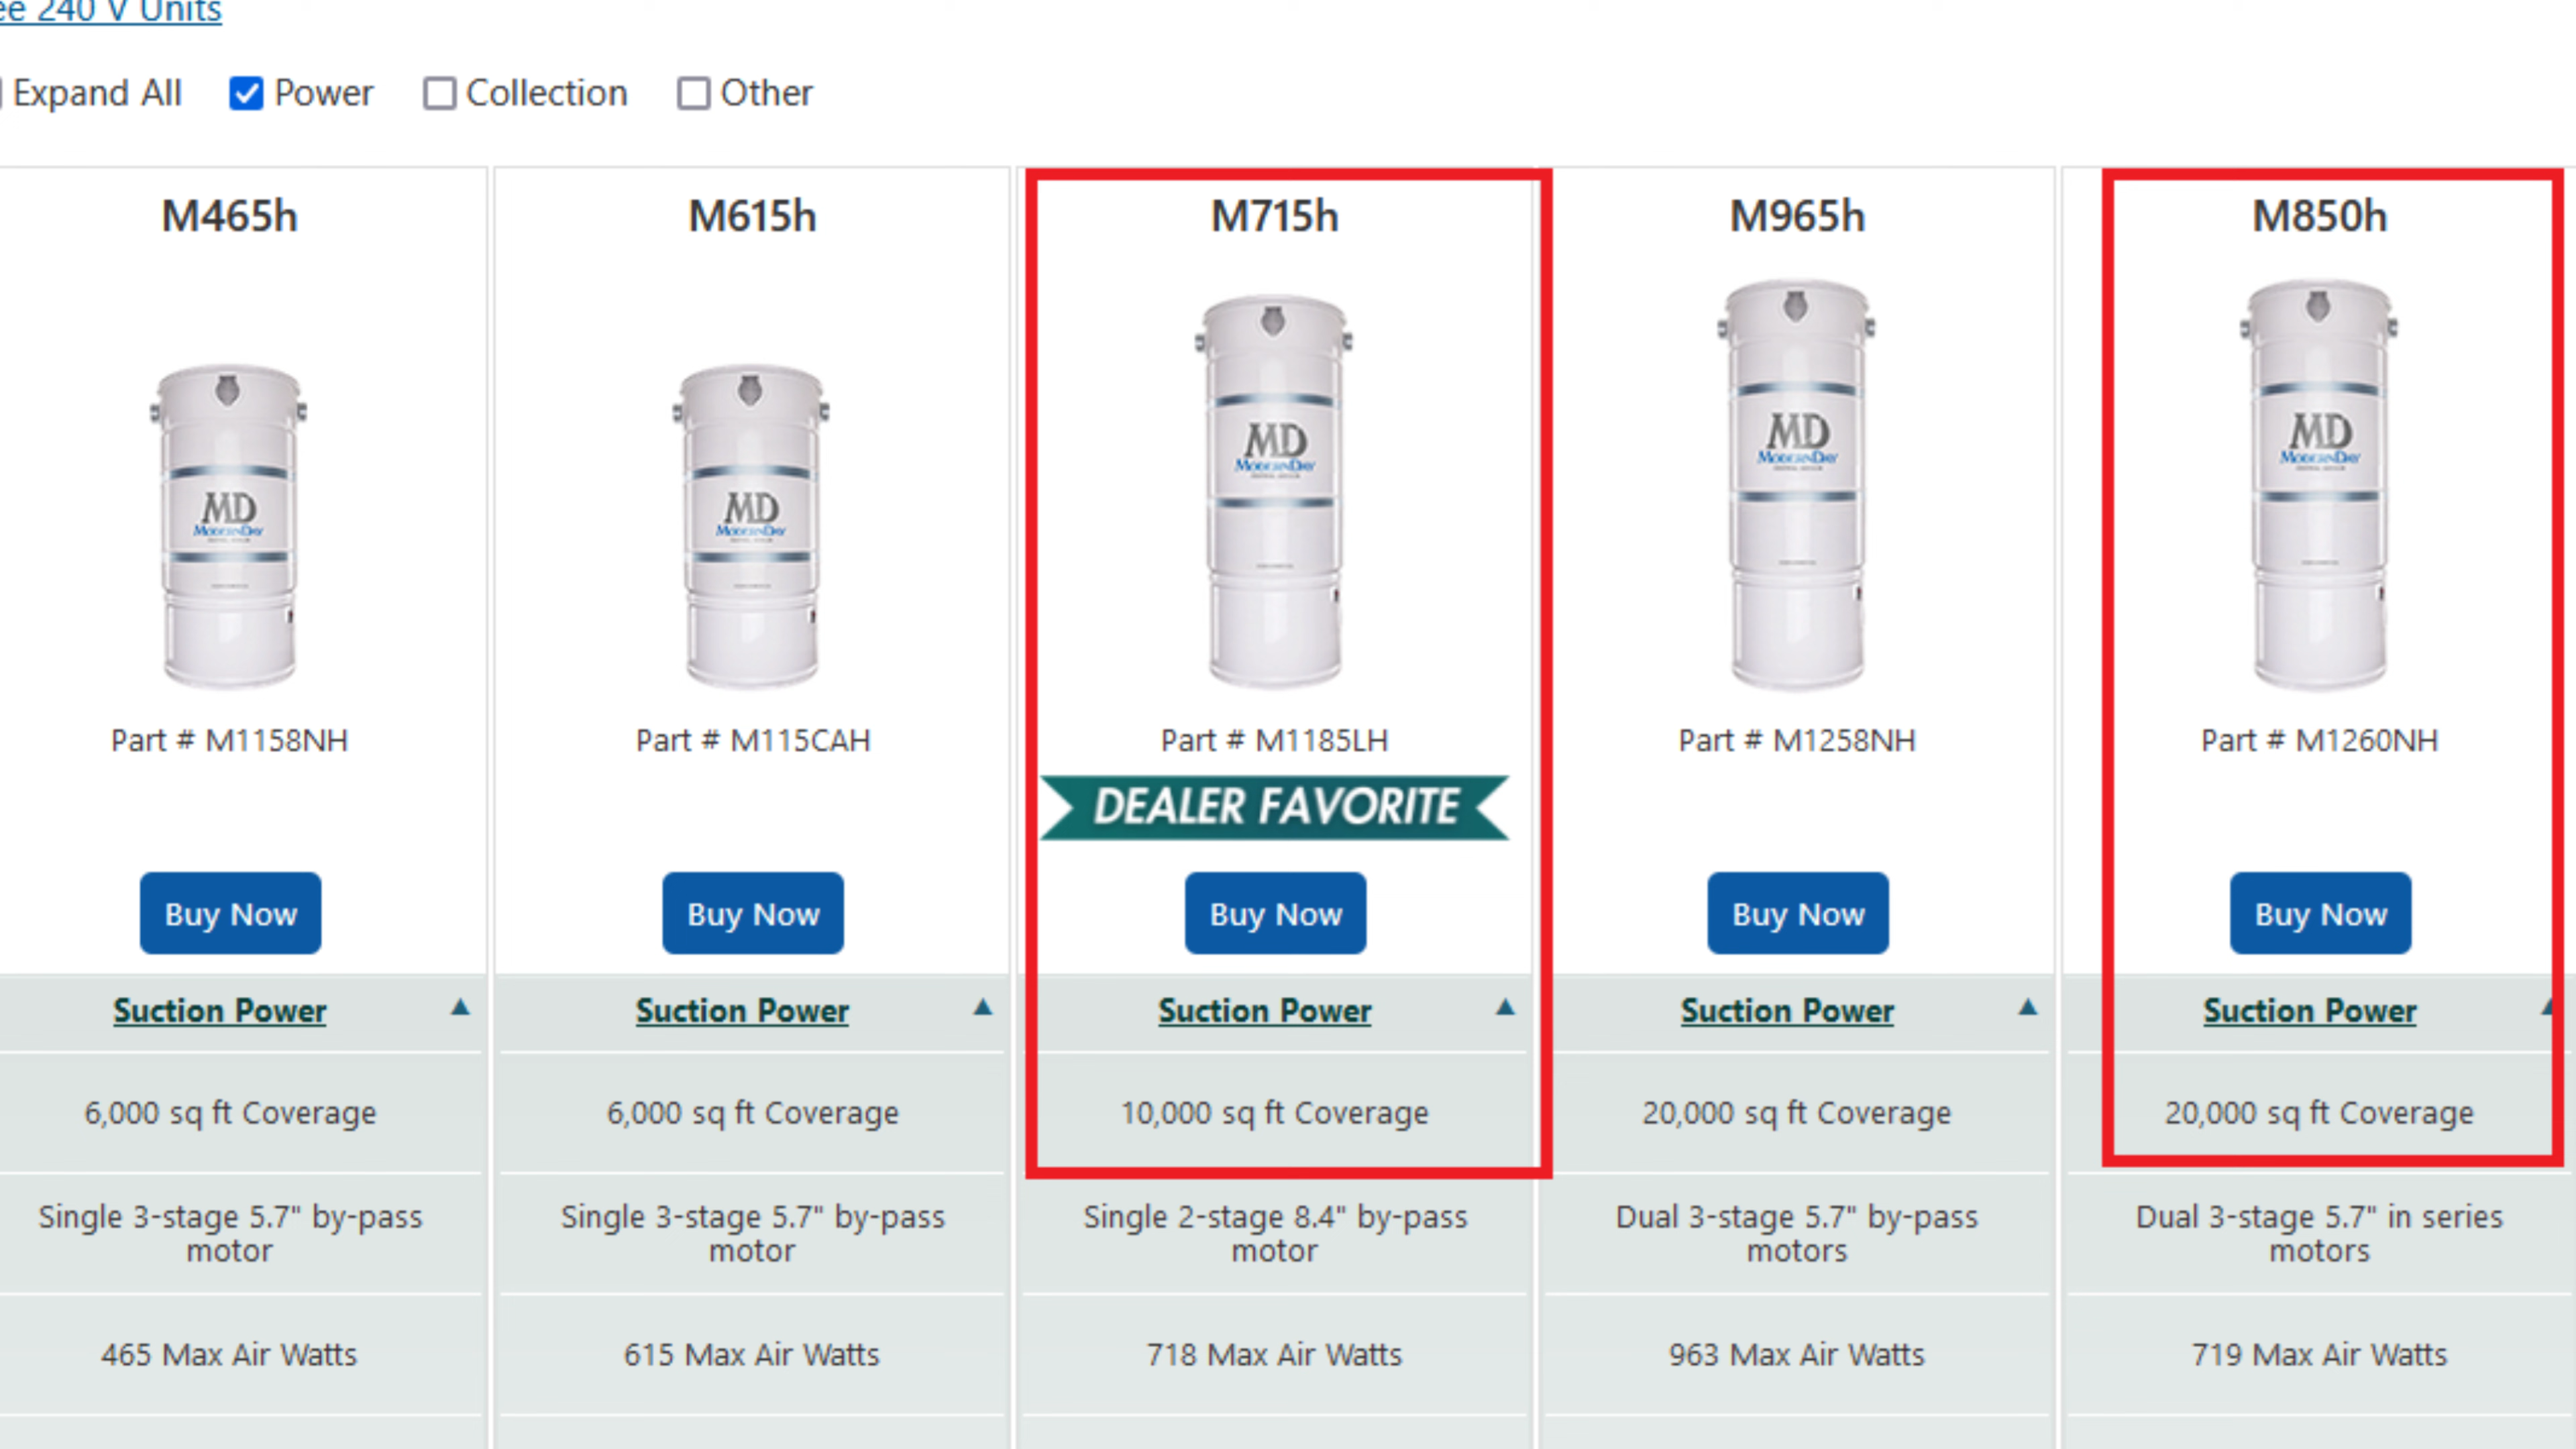 ee 240 V Units
Expand All Power Collection Other
M465h M615h M715h M965h M850h
MD MD MD MD MD
ModernDay ModernDay ModernDay ModernDay ModernDay
Part # M1158NH Part # M115CAH Part # M1185LH Part # M1258NH Part # M1260NH
DEALER FAVORITE
Buy Now Buy Now Buy Now Buy Now Buy Now
Suction Power Suction Power Suction Power Suction Power Suction Power
6,000 sq ft Coverage 6,000 sq ft Coverage 10,000 sq ft Coverage 20,000 sq ft Coverage 20,000 sq ft Coverage
Single 3-stage 5.7" by-pass Single 3-stage 5.7" by-pass Single 2-stage 8.4" by-pass Dual 3-stage 5.7" by-pass Dual 3-stage 5.7" in series
motor motor motor motors motors
465 Max Air Watts 615 Max Air Watts 718 Max Air Watts 963 Max Air Watts 719 Max Air Watts